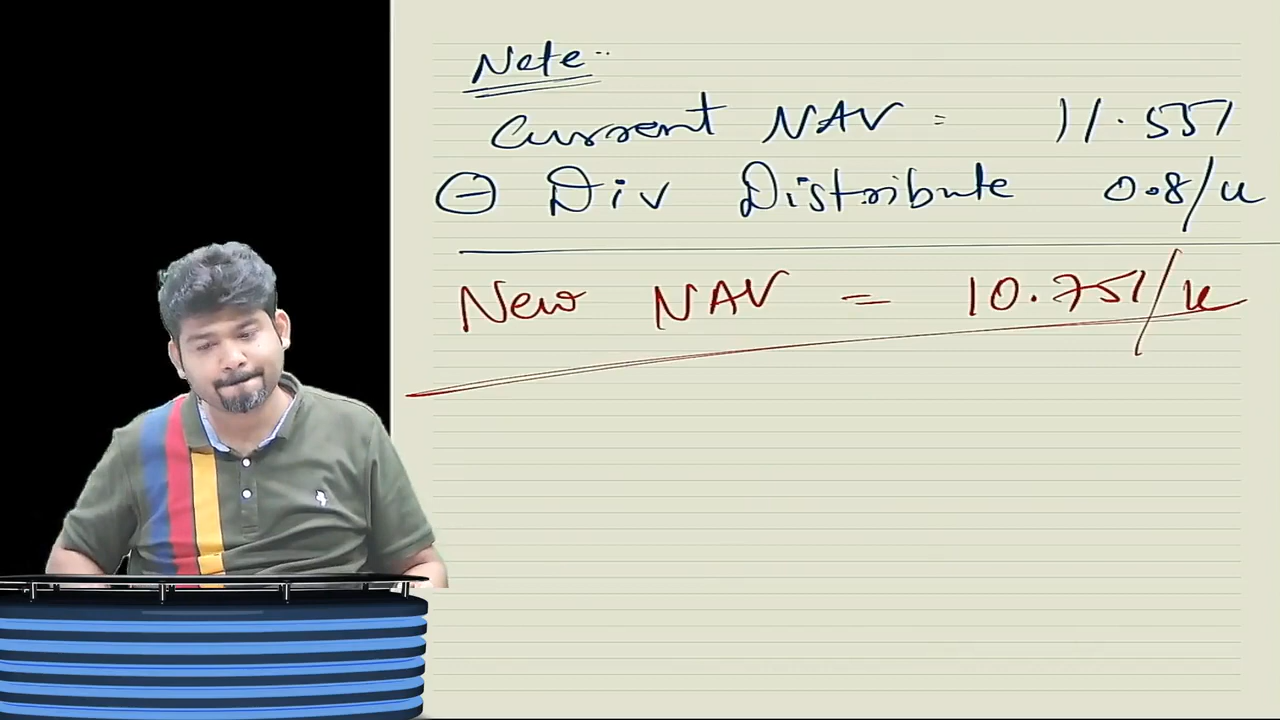 Note:-
Current NAV = 11.551
⊖ Div Distribute 0.8/u
New NAV = 10.751/u